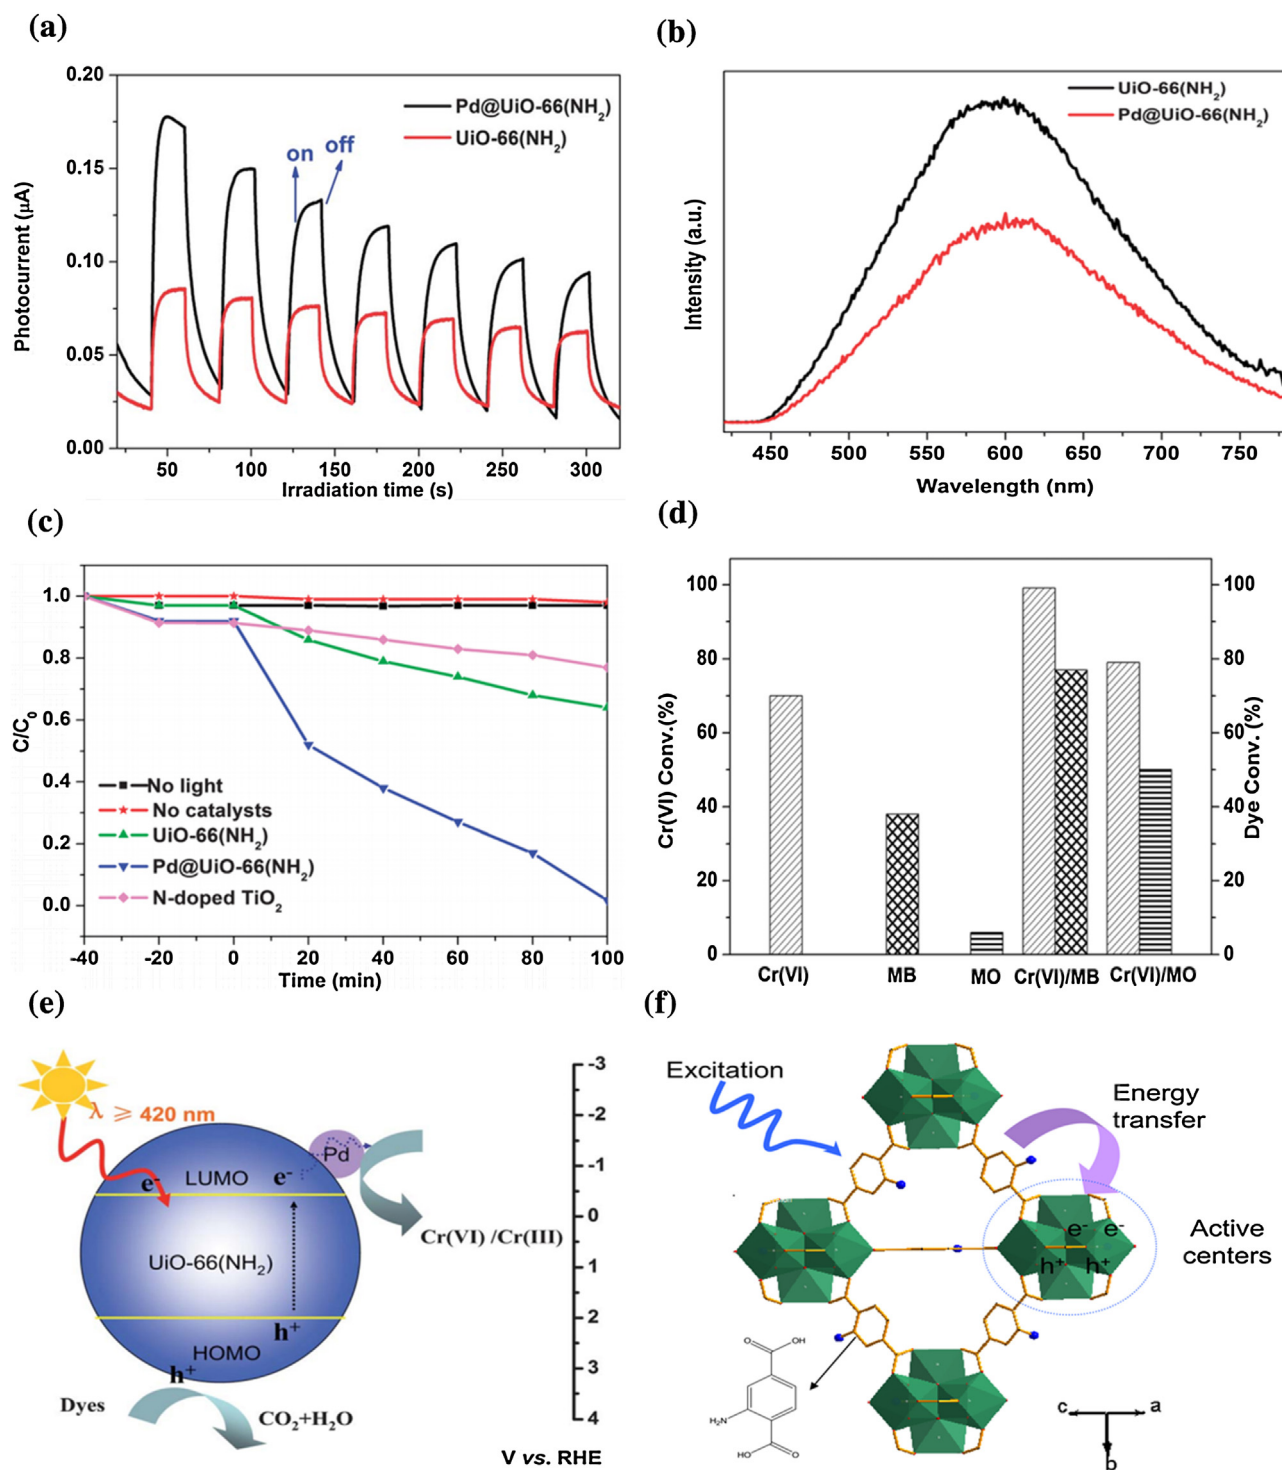 (a)
Photocurrent (μA)
0.20
0.15
0.10
0.05
0.00
Pd@UiO-66(NH2)
UiO-66(NH2)
on off
50 100 150 200 250 300
Irradiation time (s)
(b)
Intensity (a.u.)
UiO-66(NH2)
Pd@UiO-66(NH2)
450 500 550 600 650 700 750
Wavelength (nm)
(c)
C/C0
1.0
0.8
0.6
0.4
0.2
0.0
No light
No catalysts
UiO-66(NH2)
Pd@UiO-66(NH2)
N-doped TiO2
-40 -20 0 20 40 60 80 100
Time (min)
(d)
Cr(VI) Conv.(%)
100
80
60
40
20
0
100
80
60
40
20
0
Dye Conv. (%)
Cr(VI) MB MO Cr(VI)/MB Cr(VI)/MO
(e)
λ ⩾ 420 nm
Pd
e- LUMO e-
Cr(VI) /Cr(III)
UiO-66(NH2)
h+
HOMO
h+
Dyes
CO2+H2O
-3
-2
-1
0
1
2
3
4
V vs. RHE
(f)
Excitation
Energy
transfer
e- e-
h+ h+
Active
centers
O OH
H2N
HO O
c a
b